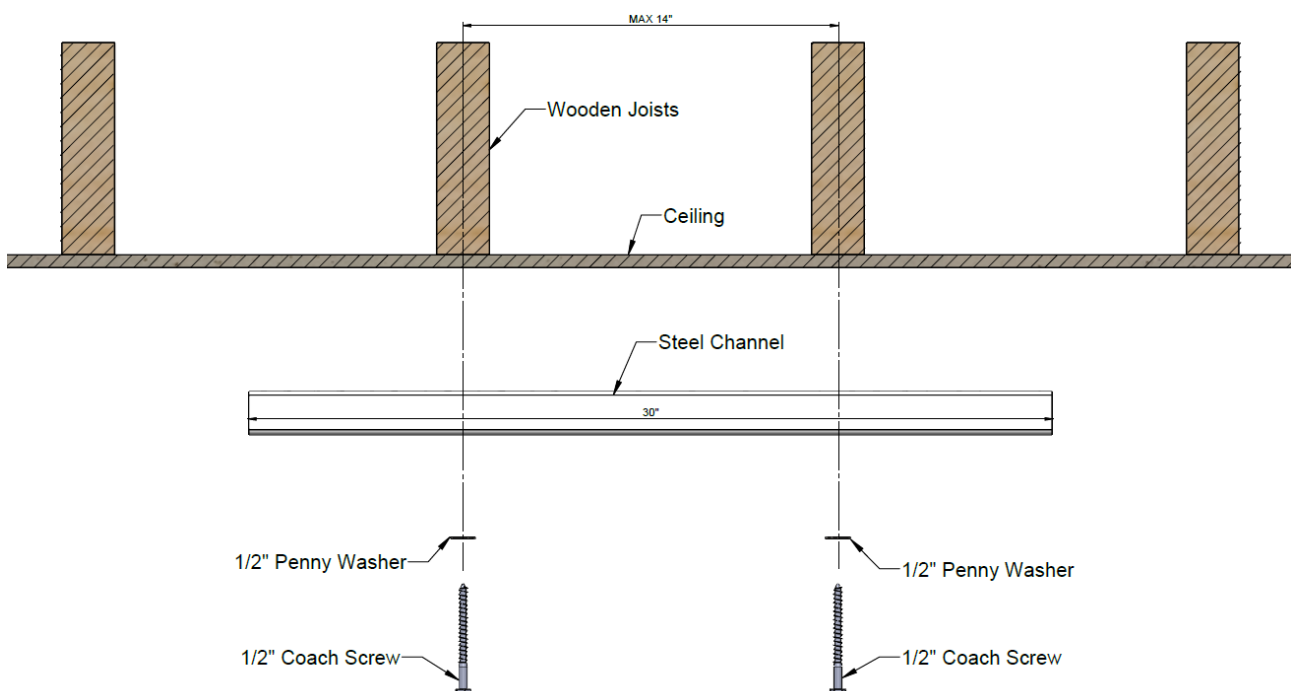 MAX 14"
Wooden Joists
Ceiling
Steel Channel
30"
1/2" Penny Washer
1/2" Penny Washer
1/2" Coach Screw
1/2" Coach Screw